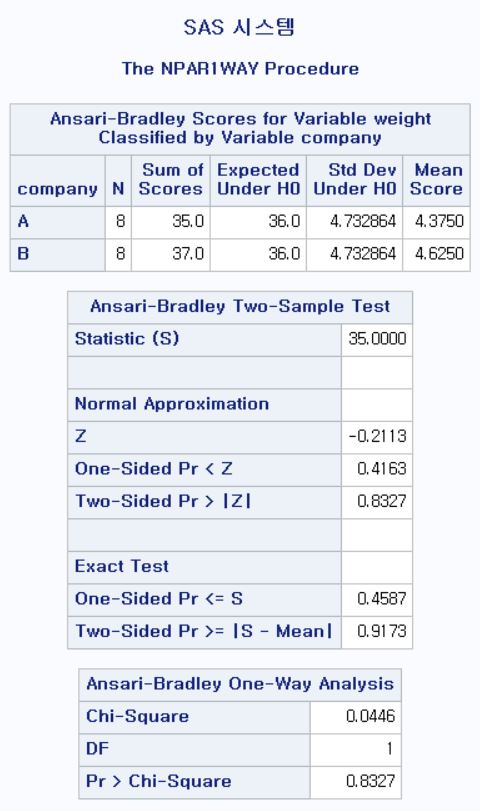 SAS 시스템
The NPAR1WAY Procedure
Ansari-Bradley Scores for Variable weight
Classified by Variable company
company N Sum of Scores Expected Under H0 Std Dev Under H0 Mean Score
A 8 35.0 36.0 4.732864 4.3750
B 8 37.0 36.0 4.732864 4.6250
Ansari-Bradley Two-Sample Test
Statistic (S) 35.0000
Normal Approximation
Z -0.2113
One-Sided Pr < Z 0.4163
Two-Sided Pr > |Z| 0.8327
Exact Test
One-Sided Pr <= S 0.4587
Two-Sided Pr >= |S - Mean| 0.9173
Ansari-Bradley One-Way Analysis
Chi-Square 0.0446
DF 1
Pr > Chi-Square 0.8327